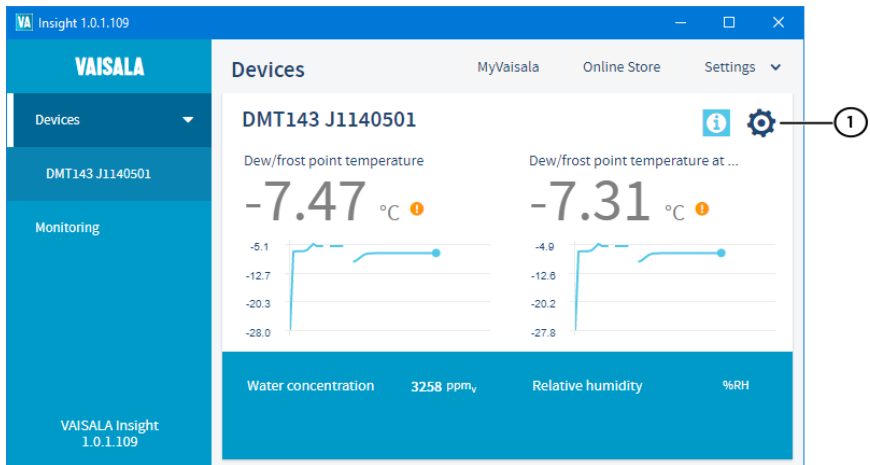 VA Insight 1.0.1.109
VAISALA
Devices
DMT143 J1140501
Monitoring
VAISALA Insight
1.0.1.109
Devices MyVaisala Online Store Settings
DMT143 J1140501
i
1
Dew/frost point temperature
-7.47 °C !
-5.1
-12.7
-20.3
-28.0
Dew/frost point temperature at ...
-7.31 °C !
-4.9
-12.6
-20.2
-27.8
Water concentration 3258 ppmv
Relative humidity %RH